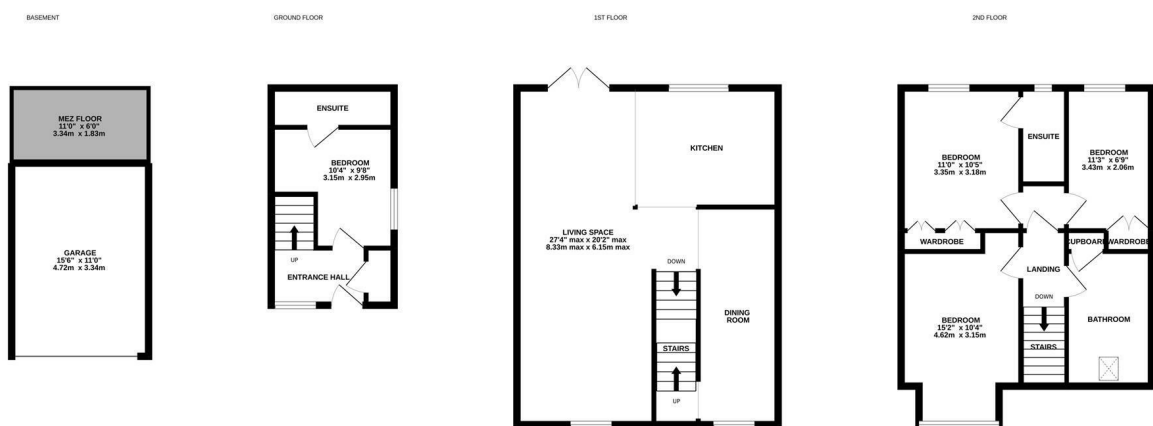 BASEMENT
MEZ FLOOR
11'0" x 6'0"
3.34m x 1.83m
GARAGE
15'6" x 11'0"
4.72m x 3.34m
GROUND FLOOR
ENSUITE
BEDROOM
10'4" x 9'8"
3.15m x 2.95m
UP
ENTRANCE HALL
1ST FLOOR
KITCHEN
LIVING SPACE
27'4" max x 20'2" max
8.33m max x 6.15m max
DOWN
DINING
ROOM
STAIRS
UP
2ND FLOOR
BEDROOM
11'0" x 10'5"
3.35m x 3.18m
ENSUITE
BEDROOM
11'3" x 6'9"
3.43m x 2.06m
WARDROBE
CUPBOARD
WARDROBE
LANDING
DOWN
BEDROOM
15'2" x 10'4"
4.62m x 3.15m
STAIRS
BATHROOM